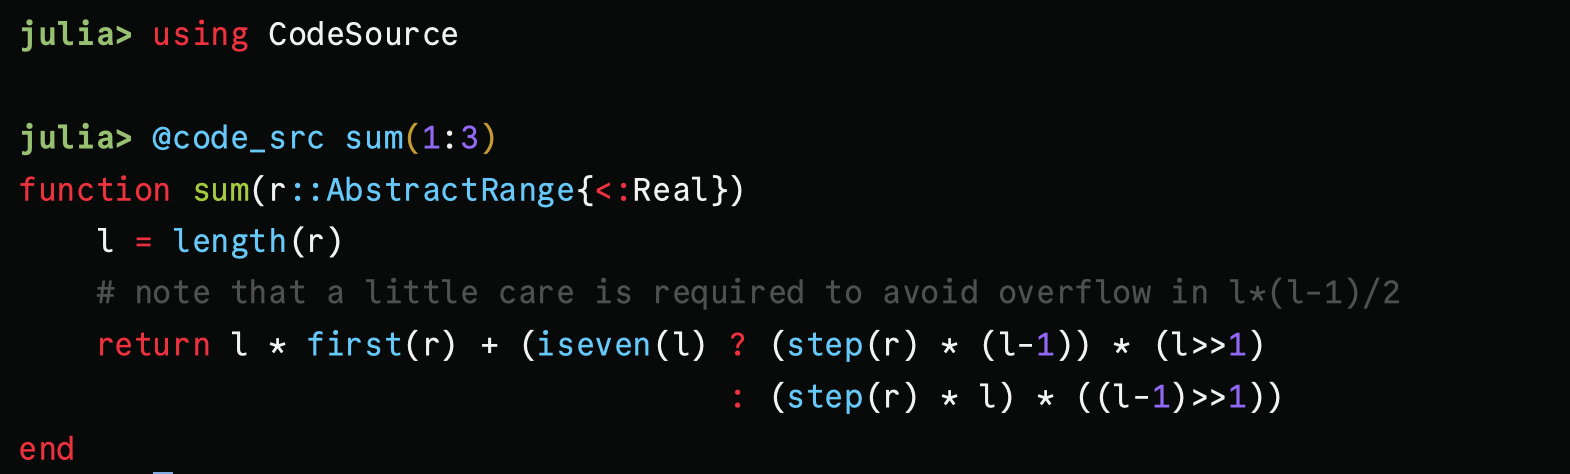 julia> using CodeSource

julia> @code_src sum(1:3)
function sum(r::AbstractRange{<:Real})
    l = length(r)
    # note that a little care is required to avoid overflow in l*(l-1)/2
    return l * first(r) + (iseven(l) ? (step(r) * (l-1)) * (l>>1)
                                     : (step(r) * l) * ((l-1)>>1))
end